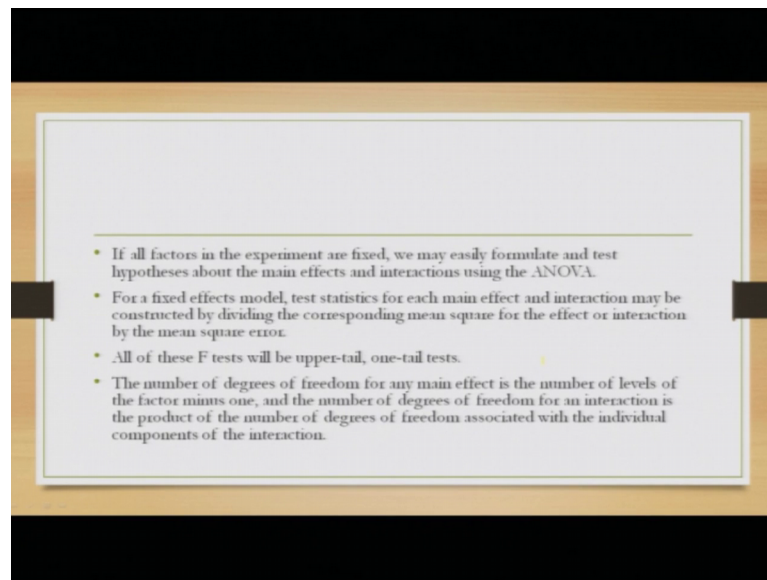 • If all factors in the experiment are fixed, we may easily formulate and test
hypotheses about the main effects and interactions using the ANOVA.
• For a fixed effects model, test statistics for each main effect and interaction may be
constructed by dividing the corresponding mean square for the effect or interaction
by the mean square error.
• All of these F tests will be upper-tail, one-tail tests.
• The number of degrees of freedom for any main effect is the number of levels of
the factor minus one, and the number of degrees of freedom for an interaction is
the product of the number of degrees of freedom associated with the individual
components of the interaction.